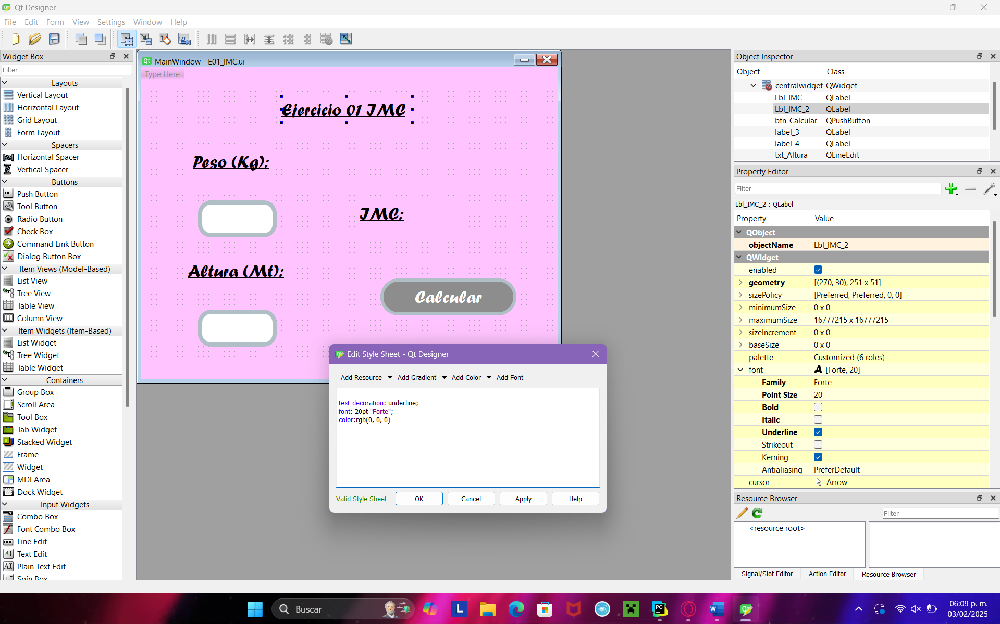 Qt Designer
File Edit Form View Settings Window Help
Widget Box
Filter
Layouts
Vertical Layout
Horizontal Layout
Grid Layout
Form Layout
Spacers
Horizontal Spacer
Vertical Spacer
Buttons
Push Button
Tool Button
Radio Button
Check Box
Command Link Button
Dialog Button Box
Item Views (Model-Based)
List View
Tree View
Table View
Column View
Item Widgets (Item-Based)
List Widget
Tree Widget
Table Widget
Containers
Group Box
Scroll Area
Tool Box
Tab Widget
Stacked Widget
Frame
Widget
MDI Area
Dock Widget
Input Widgets
Combo Box
Font Combo Box
Line Edit
Text Edit
Plain Text Edit
Spin Box
MainWindow - E01_IMC.ui
Type Here
Ejercicio 01 IMC
Peso (Kg):
IMC:
Altura (Mt):
Calcular
Edit Style Sheet - Qt Designer
Add Resource Add Gradient Add Color Add Font
text-decoration: underline;
font: 20pt "Forte";
color:rgb(0, 0, 0)
Valid Style Sheet OK Cancel Apply Help
Object Inspector
Object Class
centralwidget QWidget
Lbl_IMC QLabel
Lbl_IMC_2 QLabel
btn_Calcular QPushButton
label_3 QLabel
label_4 QLabel
txt_Altura QLineEdit
Property Editor
Filter
Lbl_IMC_2 : QLabel
Property Value
QObject
objectName Lbl_IMC_2
QWidget
enabled
geometry [(270, 30), 251 x 51]
sizePolicy [Preferred, Preferred, 0, 0]
minimumSize 0 x 0
maximumSize 16777215 x 16777215
sizeIncrement 0 x 0
baseSize 0 x 0
palette Customized (6 roles)
font A [Forte, 20]
Family Forte
Point Size 20
Bold
Italic
Underline
Strikeout
Kerning
Antialiasing PreferDefault
cursor Arrow
Resource Browser
Filter
<resource root>
Signal/Slot Editor Action Editor Resource Browser
Buscar
06:09 p. m.
03/02/2025